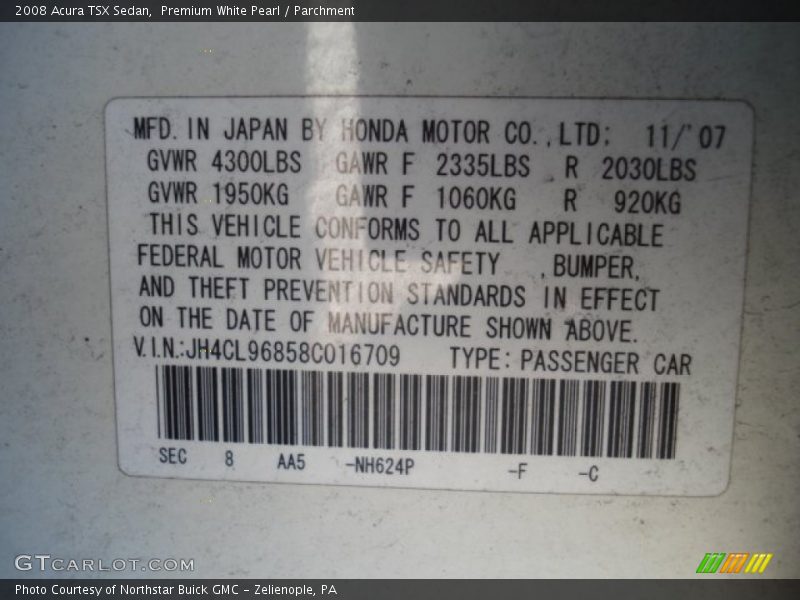 2008 Acura TSX Sedan,  Premium White Pearl / Parchment
MFD. IN JAPAN BY HONDA MOTOR CO., LTD; 11/'07
GVWR 4300LBS GAWR F 2335LBS R 2030LBS
GVWR 1950KG GAWR F 1060KG R 920KG
THIS VEHICLE CONFORMS TO ALL APPLICABLE
FEDERAL MOTOR VEHICLE SAFETY , BUMPER,
AND THEFT PREVENTION STANDARDS IN EFFECT
ON THE DATE OF MANUFACTURE SHOWN ABOVE.
V.I.N.:JH4CL96858C016709 TYPE: PASSENGER CAR
SEC 8 AA5 -NH624P -F -C
GTCARLOT.COM
Photo Courtesy of Northstar Buick GMC – Zelienople, PA